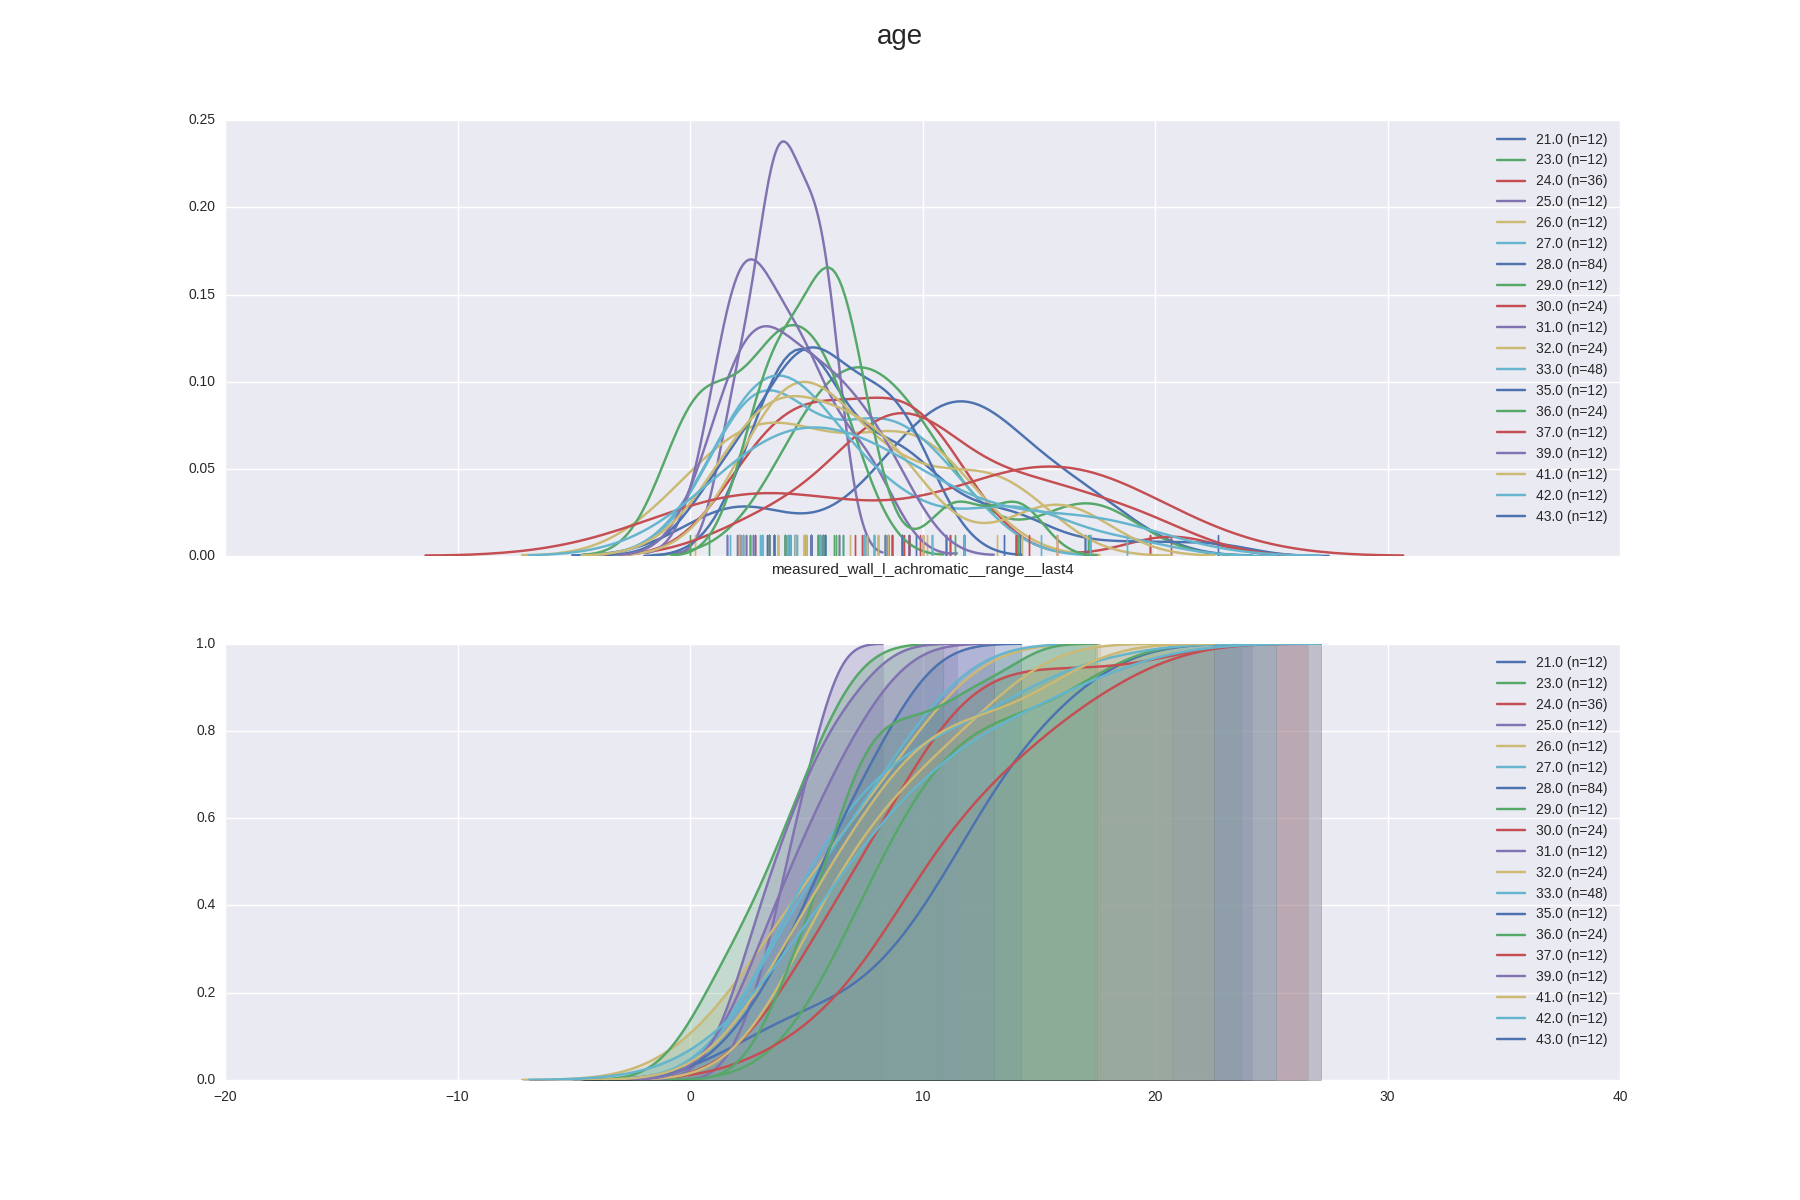 age
0.25
0.20
0.15
0.10
0.05
0.00
21.0 (n=12)
23.0 (n=12)
24.0 (n=36)
25.0 (n=12)
26.0 (n=12)
27.0 (n=12)
28.0 (n=84)
29.0 (n=12)
30.0 (n=24)
31.0 (n=12)
32.0 (n=24)
33.0 (n=48)
35.0 (n=12)
36.0 (n=24)
37.0 (n=12)
39.0 (n=12)
41.0 (n=12)
42.0 (n=12)
43.0 (n=12)
measured_wall_l_achromatic__range__last4
1.0
0.8
0.6
0.4
0.2
0.0
21.0 (n=12)
23.0 (n=12)
24.0 (n=36)
25.0 (n=12)
26.0 (n=12)
27.0 (n=12)
28.0 (n=84)
29.0 (n=12)
30.0 (n=24)
31.0 (n=12)
32.0 (n=24)
33.0 (n=48)
35.0 (n=12)
36.0 (n=24)
37.0 (n=12)
39.0 (n=12)
41.0 (n=12)
42.0 (n=12)
43.0 (n=12)
−20 −10 0 10 20 30 40